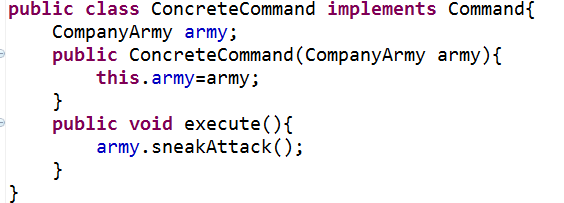 public class ConcreteCommand implements Command{
    CompanyArmy army;
    public ConcreteCommand(CompanyArmy army){
        this.army=army;
    }
    public void execute(){
        army.sneakAttack();
    }
}